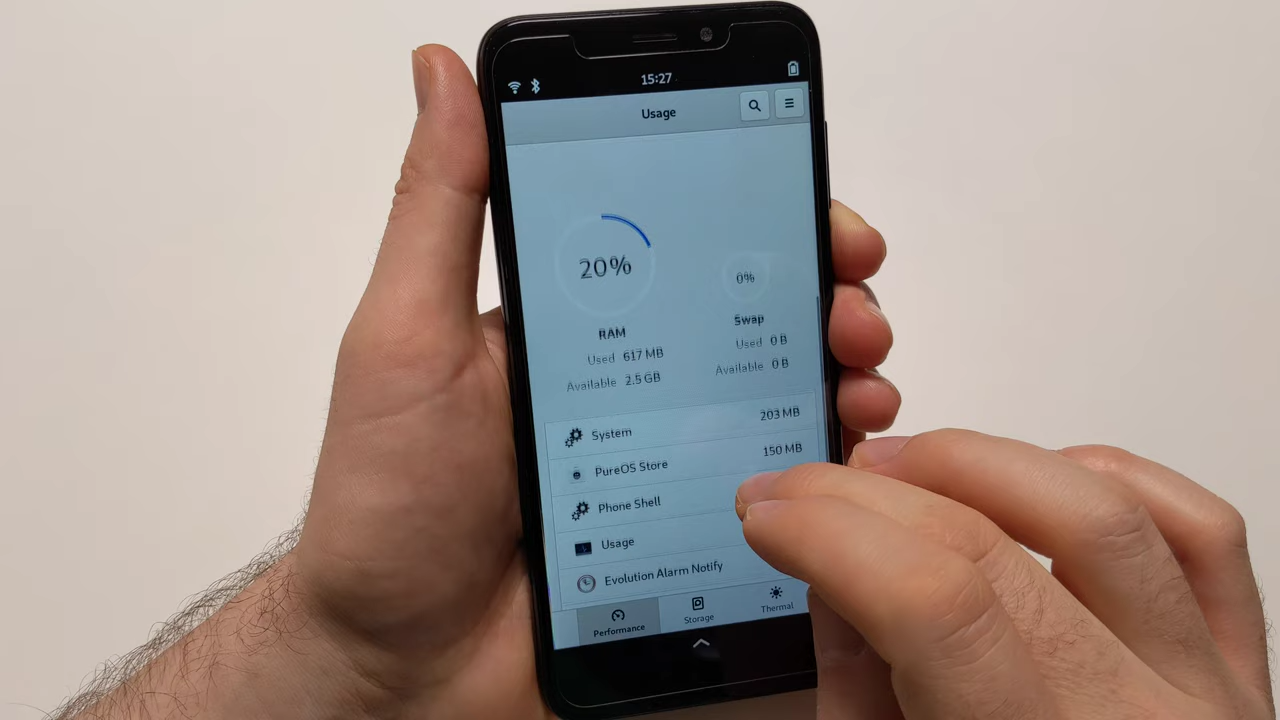 15:27
Usage
20%
0%
RAM
Swap
Used 617 MB
Used 0 B
Available 2.5 GB
Available 0 B
System 203 MB
PureOS Store 150 MB
Phone Shell
Usage
Evolution Alarm Notify
Performance
Storage
Thermal